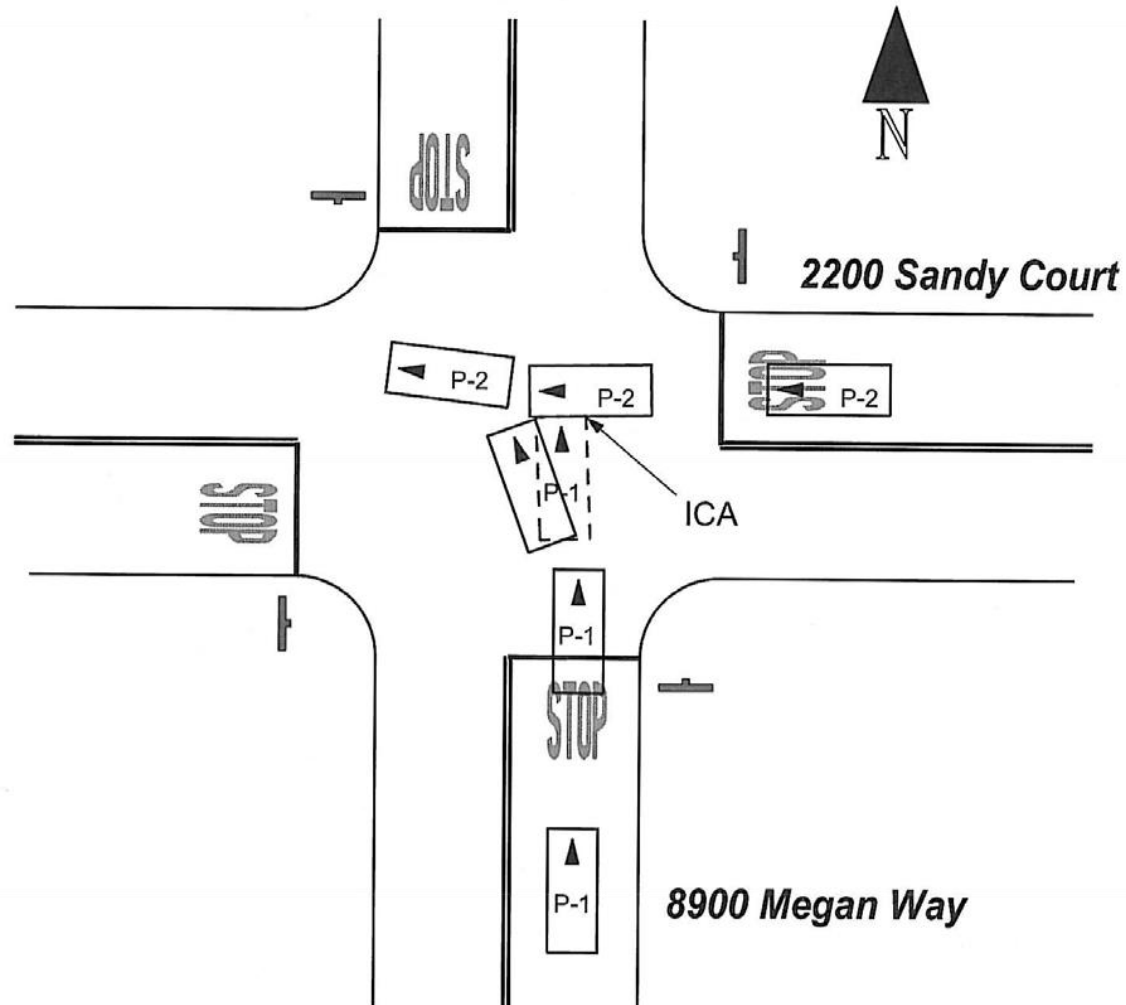 N
STOP
2200 Sandy Court
STOP
P-2
P-2
P-2
P-1
STOP
ICA
P-1
STOP
P-1
8900 Megan Way